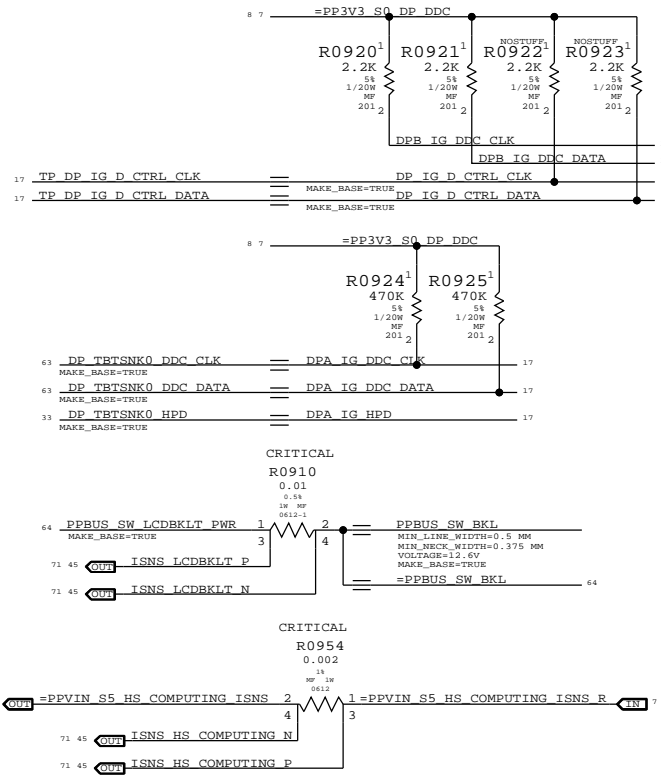 8 7 =PP3V3_S0_DP_DDC
NOSTUFF NOSTUFF
R0920 1 R0921 1 R0922 1 R0923 1
2.2K 2.2K 2.2K 2.2K
5% 5% 5% 5%
1/20W 1/20W 1/20W 1/20W
MF MF MF MF
201 2 201 2 201 2 201 2
DPB_IG_DDC_CLK
DPB_IG_DDC_DATA
17 TP_DP_IG_D_CTRL_CLK DP_IG_D_CTRL_CLK
MAKE_BASE=TRUE
17 TP_DP_IG_D_CTRL_DATA DP_IG_D_CTRL_DATA
MAKE_BASE=TRUE
8 7 =PP3V3_S0_DP_DDC
R0924 1 R0925 1
470K 470K
5% 5%
1/20W 1/20W
MF MF
201 2 201 2
63 DP_TBTSNK0_DDC_CLK DPA_IG_DDC_CLK 17
MAKE_BASE=TRUE
63 DP_TBTSNK0_DDC_DATA DPA_IG_DDC_DATA 17
MAKE_BASE=TRUE
33 DP_TBTSNK0_HPD DPA_IG_HPD 17
MAKE_BASE=TRUE
CRITICAL
R0910
0.01
0.5%
1W MF
0612-1
64 PPBUS_SW_LCDBKLT_PWR 1 2 PPBUS_SW_BKL
MAKE_BASE=TRUE 3 4 MIN_LINE_WIDTH=0.5 MM
MIN_NECK_WIDTH=0.375 MM
VOLTAGE=12.6V
MAKE_BASE=TRUE
71 45 OUT ISNS_LCDBKLT_P
71 45 OUT ISNS_LCDBKLT_N
=PPBUS_SW_BKL 64
CRITICAL
R0954
0.002
1%
MF 1W
0612
OUT =PPVIN_S5_HS_COMPUTING_ISNS 2 1 =PPVIN_S5_HS_COMPUTING_ISNS_R IN 7
4 3
71 45 OUT ISNS_HS_COMPUTING_N
71 45 OUT ISNS_HS_COMPUTING_P